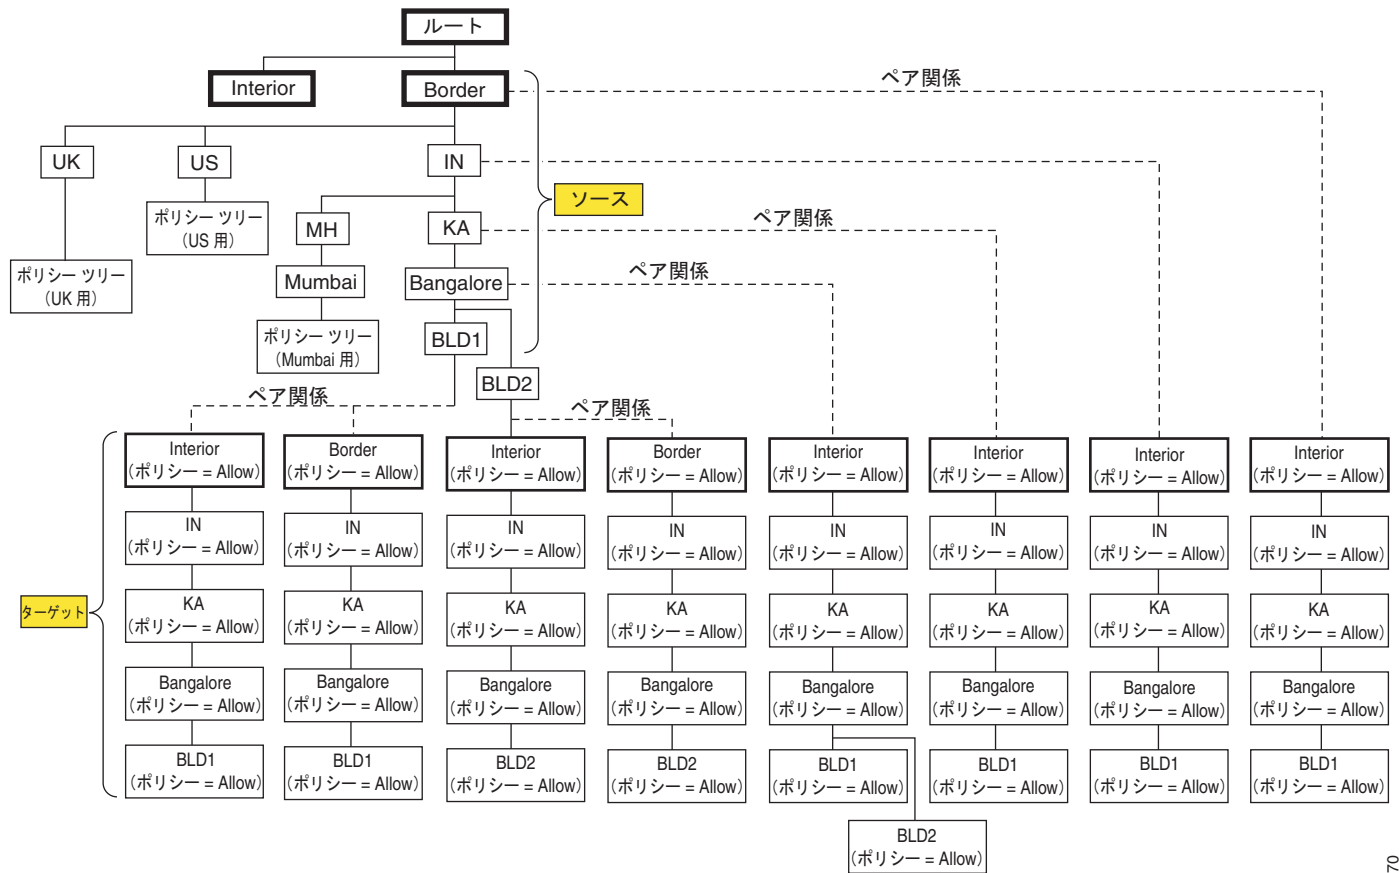 ルート
Interior
Border
ペア関係
UK
US
IN
ソース
ポリシー ツリー
(US 用)
MH
KA
ペア関係
ポリシー ツリー
(UK 用)
Mumbai
Bangalore
ペア関係
ポリシー ツリー
(Mumbai 用)
BLD1
BLD2
ペア関係
ペア関係
Interior
(ポリシー = Allow)
Border
(ポリシー = Allow)
Interior
(ポリシー = Allow)
Border
(ポリシー = Allow)
Interior
(ポリシー = Allow)
Interior
(ポリシー = Allow)
Interior
(ポリシー = Allow)
Interior
(ポリシー = Allow)
IN
(ポリシー = Allow)
IN
(ポリシー = Allow)
IN
(ポリシー = Allow)
IN
(ポリシー = Allow)
IN
(ポリシー = Allow)
IN
(ポリシー = Allow)
IN
(ポリシー = Allow)
IN
(ポリシー = Allow)
ターゲット
KA
(ポリシー = Allow)
KA
(ポリシー = Allow)
KA
(ポリシー = Allow)
KA
(ポリシー = Allow)
KA
(ポリシー = Allow)
KA
(ポリシー = Allow)
KA
(ポリシー = Allow)
KA
(ポリシー = Allow)
Bangalore
(ポリシー = Allow)
Bangalore
(ポリシー = Allow)
Bangalore
(ポリシー = Allow)
Bangalore
(ポリシー = Allow)
Bangalore
(ポリシー = Allow)
Bangalore
(ポリシー = Allow)
Bangalore
(ポリシー = Allow)
Bangalore
(ポリシー = Allow)
BLD1
(ポリシー = Allow)
BLD1
(ポリシー = Allow)
BLD2
(ポリシー = Allow)
BLD2
(ポリシー = Allow)
BLD1
(ポリシー = Allow)
BLD1
(ポリシー = Allow)
BLD1
(ポリシー = Allow)
BLD1
(ポリシー = Allow)
BLD2
(ポリシー = Allow)
70